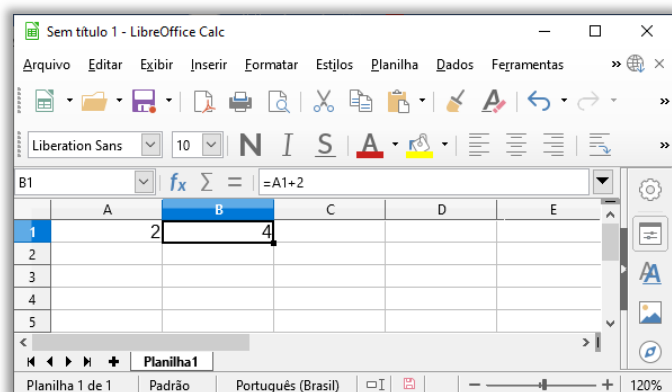 Sem título 1 - LibreOffice Calc
Arquivo Editar Exibir Inserir Formatar Estilos Planilha Dados Ferramentas »
»
Liberation Sans 10 N I S A »
B1 fx Σ = =A1+2
A B C D E
1 2 4
2
3
4
5
Planilha1
Planilha 1 de 1 Padrão Português (Brasil) 120%